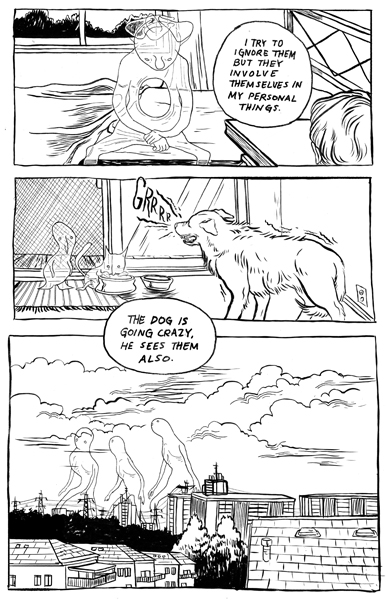 I TRY TO
IGNORE THEM
BUT THEY
INVOLVE
THEMSELVES IN
MY PERSONAL
THINGS.
GRRRR
THE DOG IS
GOING CRAZY,
HE SEES THEM
ALSO.